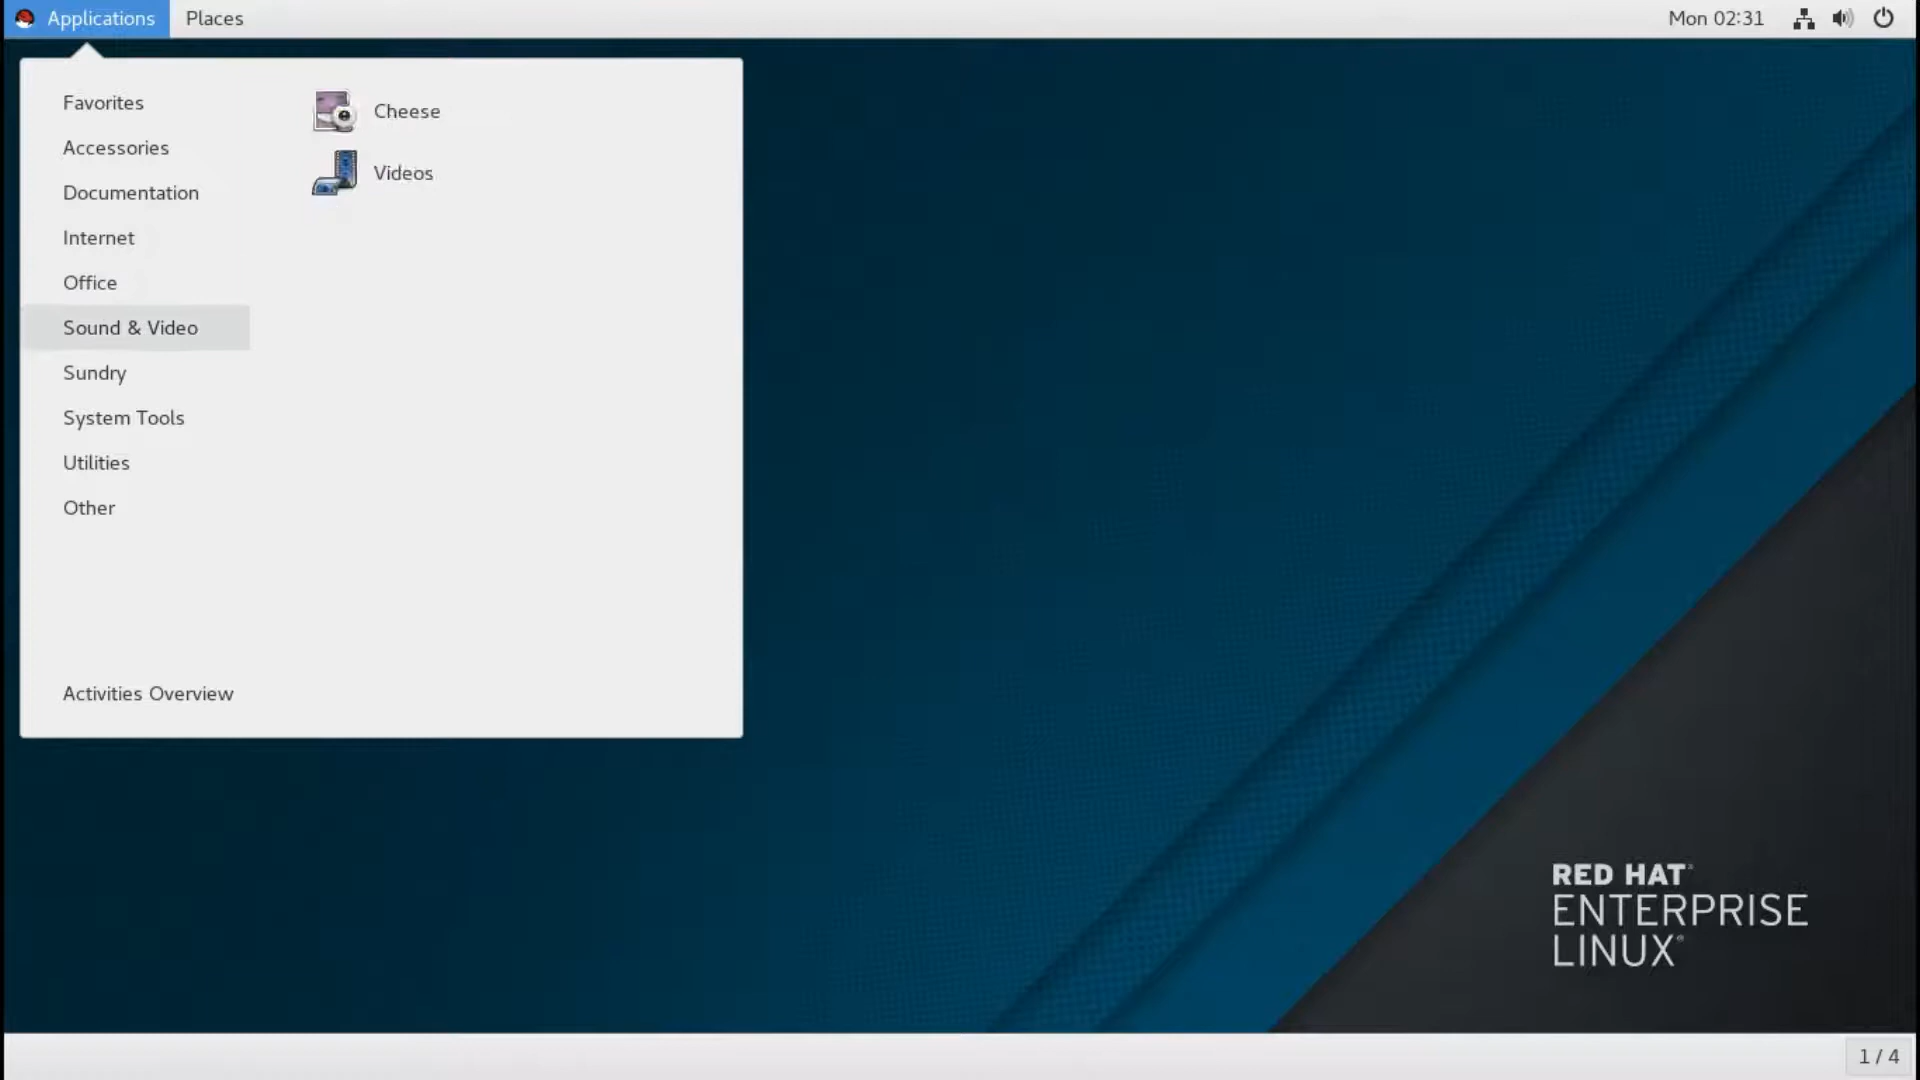 Applications Places Mon 02:31
Favorites
Accessories
Documentation
Internet
Office
Sound & Video
Sundry
System Tools
Utilities
Other
Activities Overview
Cheese
Videos
RED HAT
ENTERPRISE
LINUX®
1 / 4